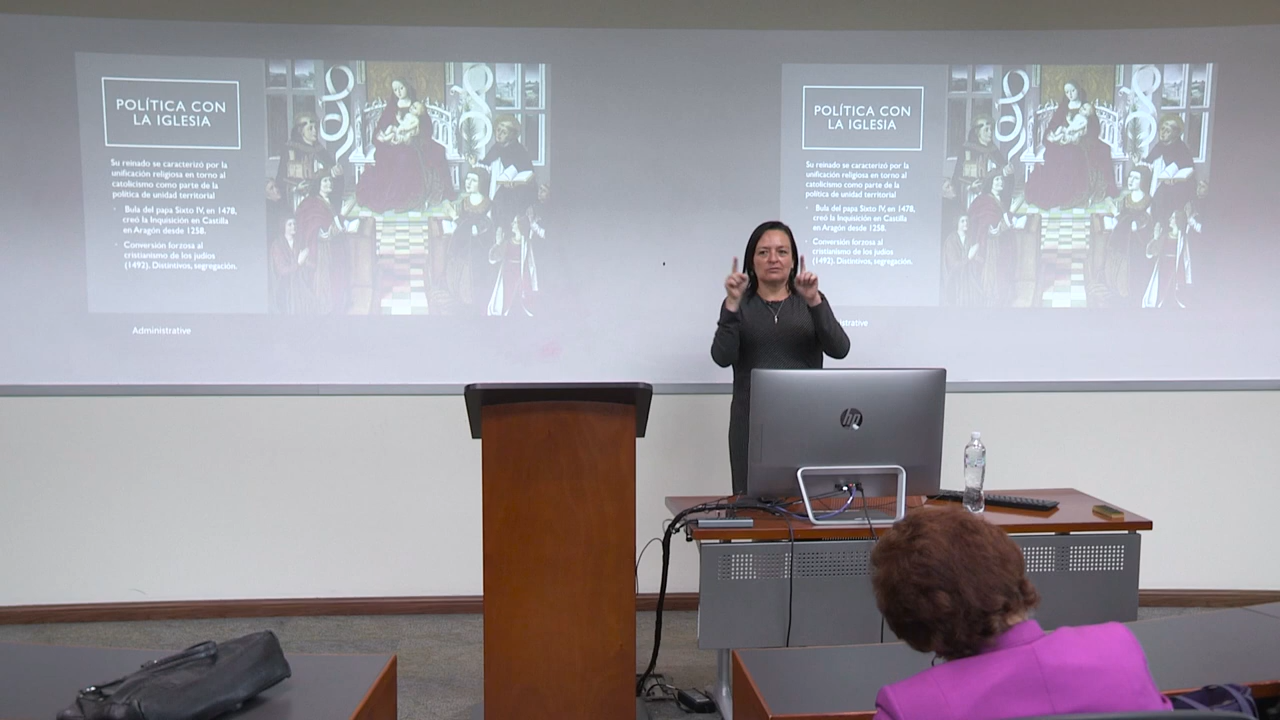 POLÍTICA CON
LA IGLESIA
Su reinado se caracterizó por la
unificación religiosa en torno al
catolicismo como parte de la
política de unidad territorial
• Bula del papa Sixto IV, en 1478,
creó la Inquisición en Castilla
en Aragón desde 1258.
• Conversión forzosa al
cristianismo de los judíos
(1492). Distintivos, segregación.
Administrative
POLÍTICA CON
LA IGLESIA
Su reinado se caracterizó por la
unificación religiosa en torno al
catolicismo como parte de la
política de unidad territorial
• Bula del papa Sixto IV, en 1478,
creó la Inquisición en Castilla
en Aragón desde 1258.
• Conversión forzosa al
cristianismo de los judíos
(1492). Distintivos, segregación.
istrative
hp